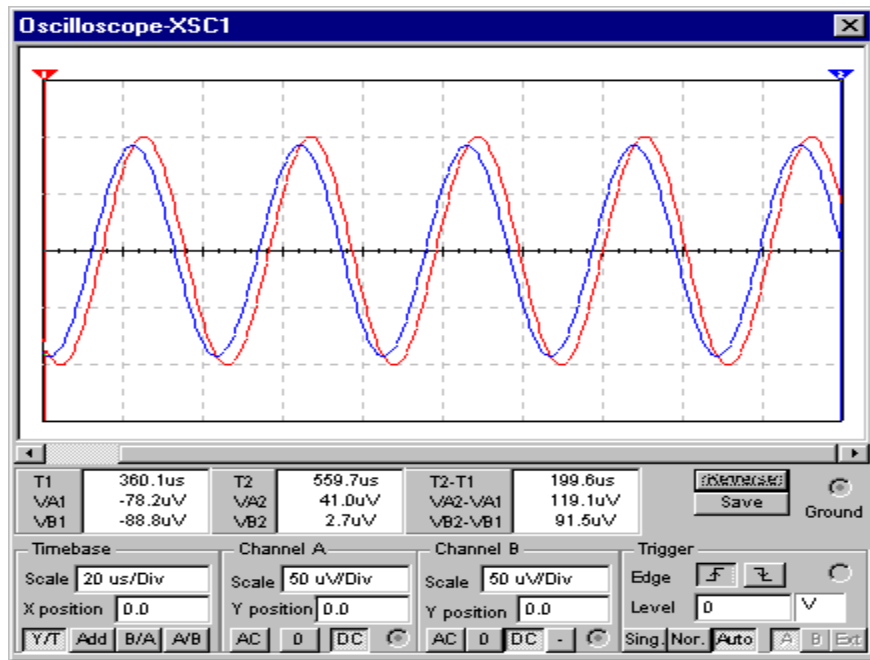 Oscilloscope-XSC1
1 2
T1 360.1us T2 559.7us T2-T1 199.6us
VA1 -78.2uV VA2 41.0uV VA2-VA1 119.1uV Save
VB1 -88.8uV VB2 2.7uV VB2-VB1 91.5uV Ground
Timebase Channel A Channel B Trigger
Scale 20 us/Div Scale 50 uV/Div Scale 50 uV/Div Edge
X position 0.0 Y position 0.0 Y position 0.0 Level 0 V
Y/T Add B/A A/B AC 0 DC AC 0 DC - Sing. Nor. Auto A B Ext